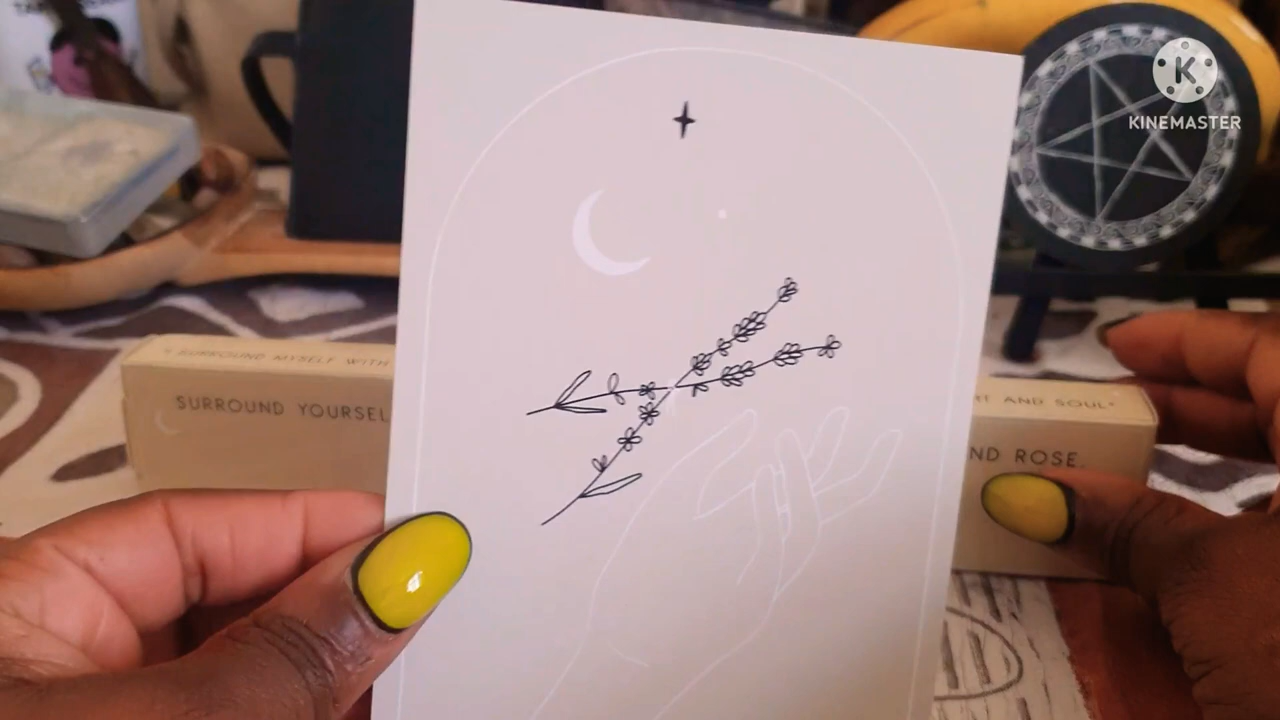 K
KINEMASTER
" SURROUND MYSELF WITH
SURROUND YOURSEL
AND SOUL"
ND ROSE.